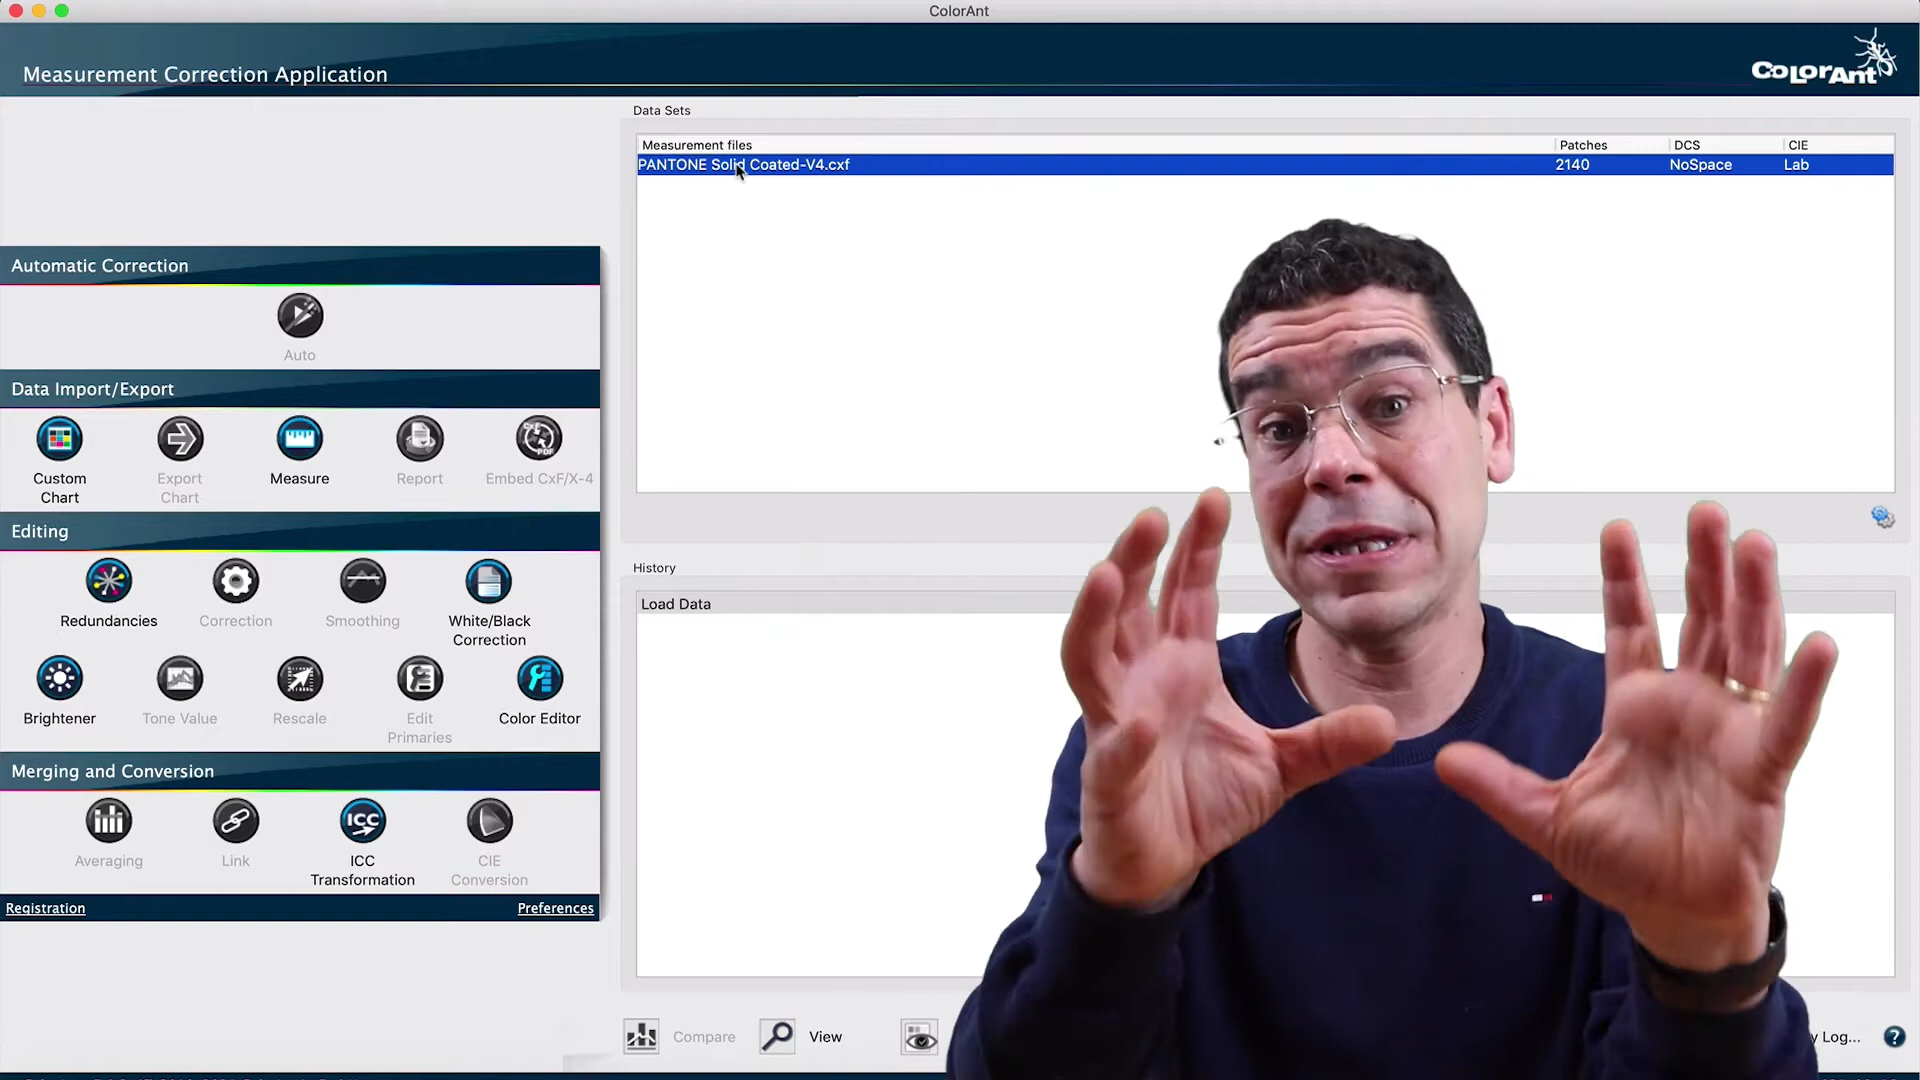 ColorAnt
Measurement Correction Application
ColorAnt
Data Sets
Measurement files Patches DCS CIE
PANTONE Solid Coated-V4.cxf 2140 NoSpace Lab
Automatic Correction
Auto
Data Import/Export
Custom Chart
Export Chart
Measure
Report
CxF
PDF
Embed CxF/X-4
Editing
Redundancies
Correction
Smoothing
White/Black Correction
Brightener
Tone Value
Rescale
Edit Primaries
Color Editor
Merging and Conversion
Averaging
Link
ICC
ICC Transformation
CIE Conversion
Registration
Preferences
History
Load Data
Compare
View
Log...
?